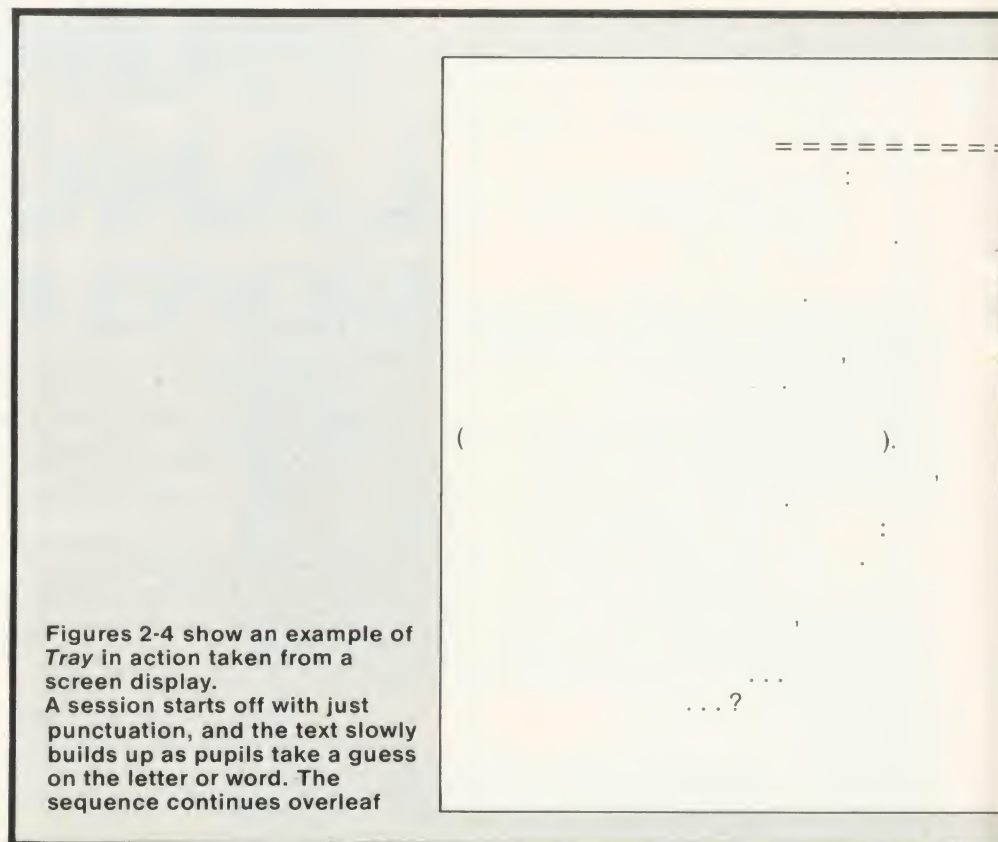 = = = = = = = = =
:
.
.
,
.
( ).
,
.
:
.
,
. . .
. . . ?
Figures 2-4 show an example of
Tray in action taken from a
screen display.
A session starts off with just
punctuation, and the text slowly
builds up as pupils take a guess
on the letter or word. The
sequence continues overleaf